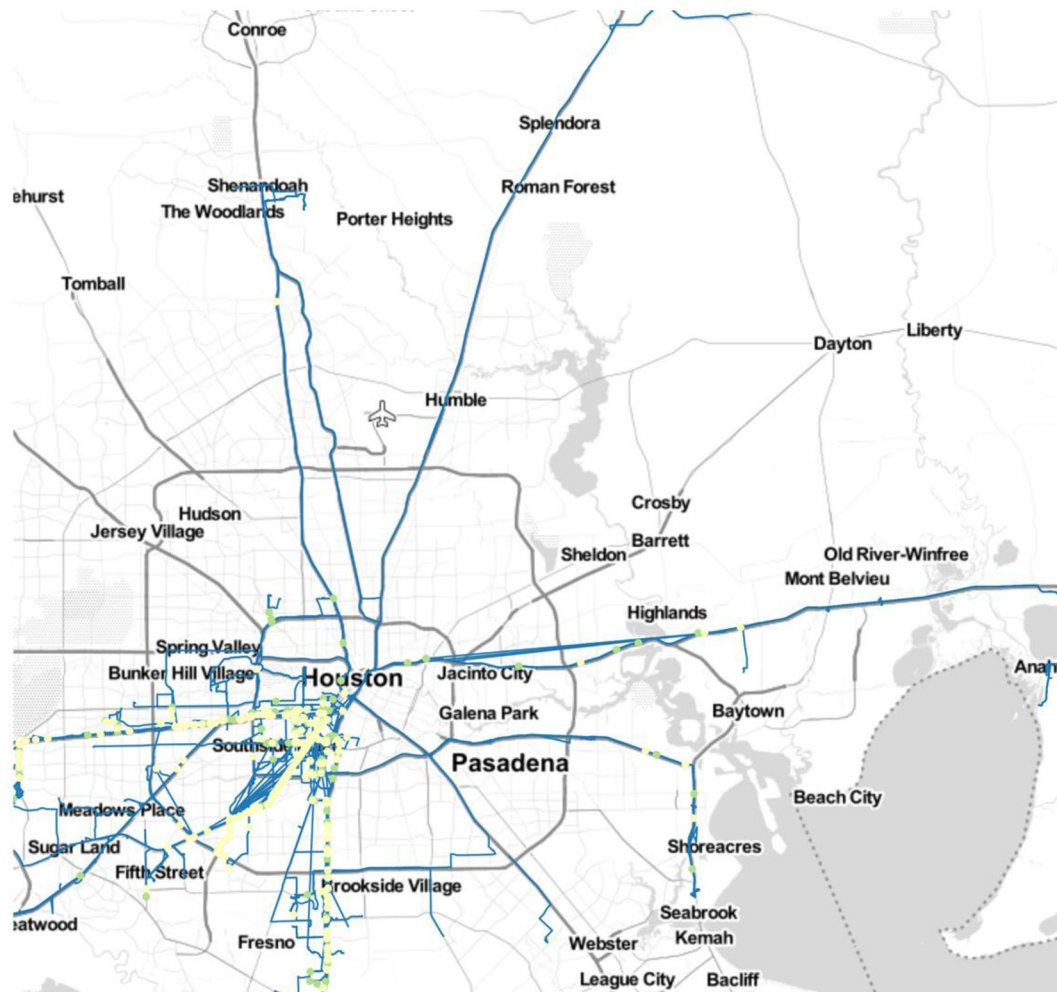 Conroe
Splendora
Shenandoah
Roman Forest
ehurst
The Woodlands
Porter Heights
Tomball
Liberty
Dayton
Humble
Crosby
Hudson
Jersey Village
Barrett
Sheldon
Old River-Winfree
Mont Belvieu
Highlands
Spring Valley
Bunker Hill Village
Houston
Jacinto City
Anah
Galena Park
Baytown
Southside
Pasadena
Beach City
Meadows Place
Sugar Land
Shoreacres
Fifth Street
Brookside Village
eatwood
Seabrook
Fresno
Kemah
Webster
League City
Bacliff